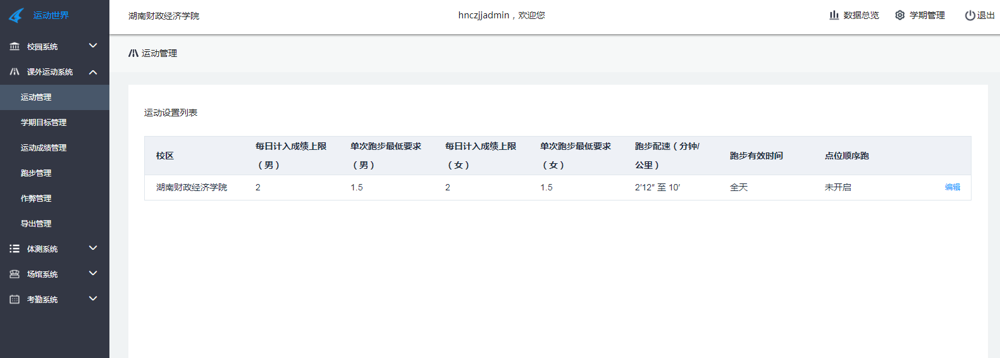 运动世界
湖南财政经济学院
hnczjjadmin，欢迎您
数据总览
学期管理
退出
校园系统
课外运动系统
运动管理
学期目标管理
运动成绩管理
跑步管理
作弊管理
导出管理
体测系统
场馆系统
考勤系统
运动管理
运动设置列表
校区
每日计入成绩上限
（男）
单次跑步最低要求
（男）
每日计入成绩上限
（女）
单次跑步最低要求
（女）
跑步配速（分钟/
公里）
跑步有效时间
点位顺序跑
湖南财政经济学院
2
1.5
2
1.5
2'12" 至 10'
全天
未开启
编辑